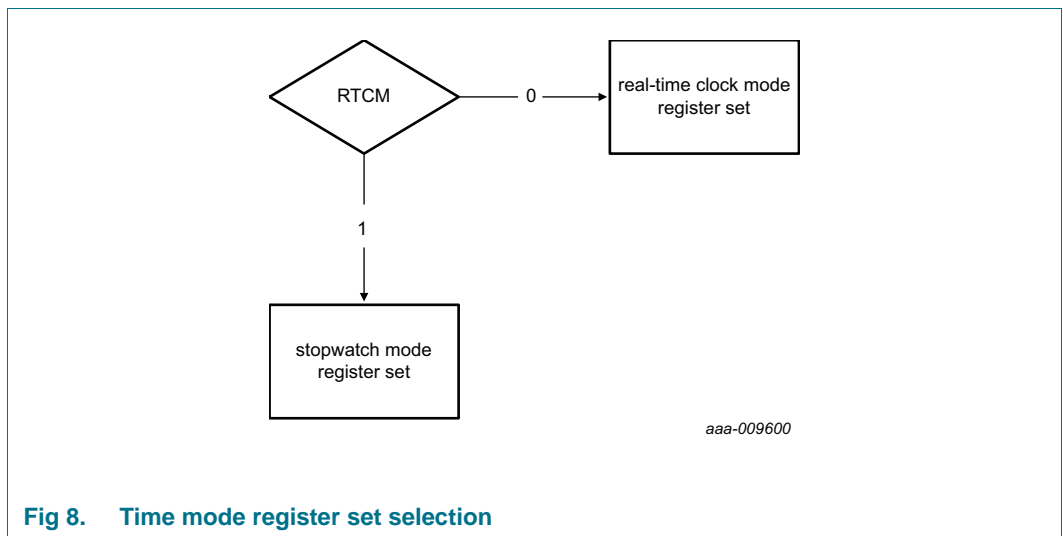 RTCM
0
real-time clock mode
register set
1
stopwatch mode
register set
aaa-009600
Fig 8. Time mode register set selection